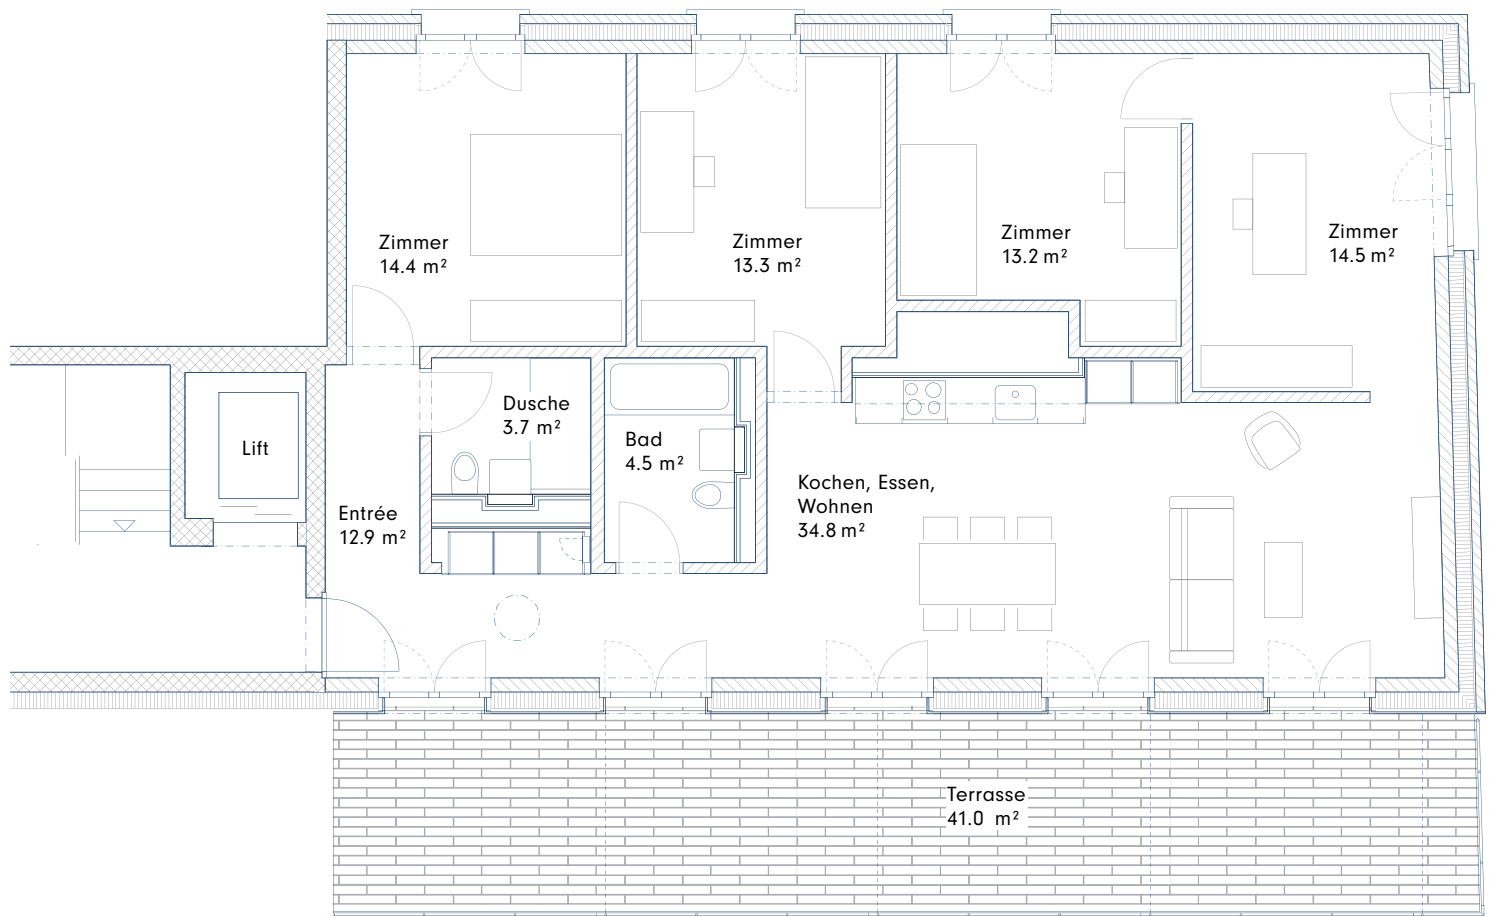 Zimmer
14.4 m²
Zimmer
13.3 m²
Zimmer
13.2 m²
Zimmer
14.5 m²
Dusche
3.7 m²
Bad
4.5 m²
Lift
Entrée
12.9 m²
Kochen, Essen,
Wohnen
34.8 m²
Terrasse
41.0 m²